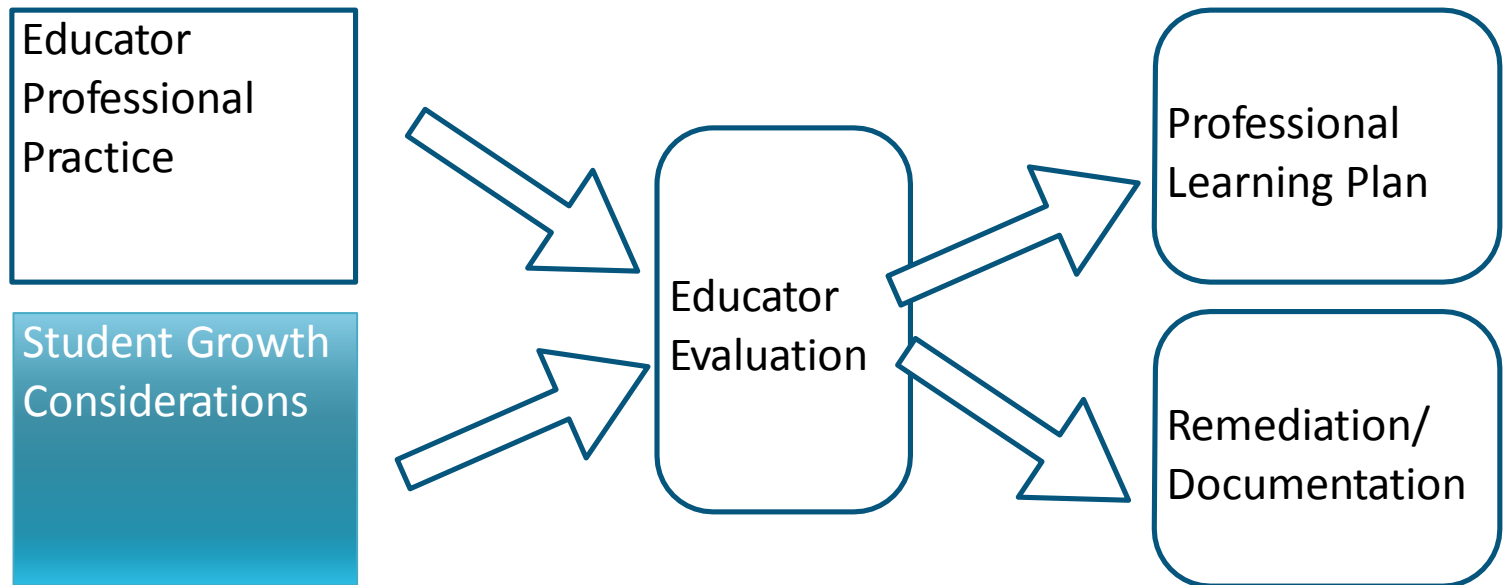 Educator
Professional
Practice
Student Growth
Considerations
Educator
Evaluation
Professional
Learning Plan
Remediation/
Documentation